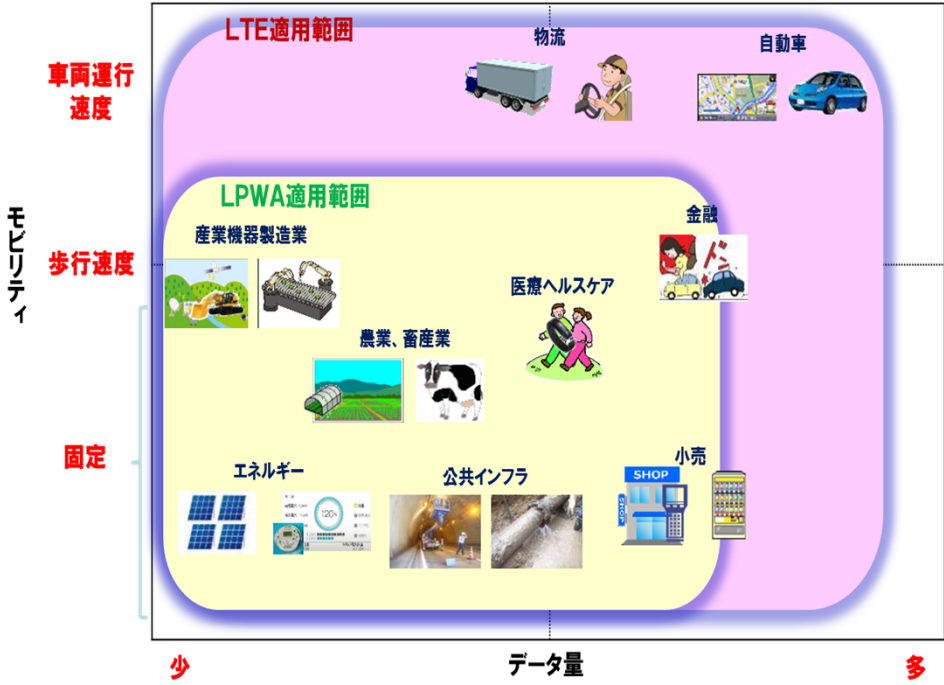 LTE適用範囲
物流
自動車
車両運行
速度
LPWA適用範囲
金融
産業機器製造業
モビリティ
歩行速度
ドン
医療ヘルスケア
農業、畜産業
固定
エネルギー
公共インフラ
小売
SHOP
SHOP
120
少
データ量
多